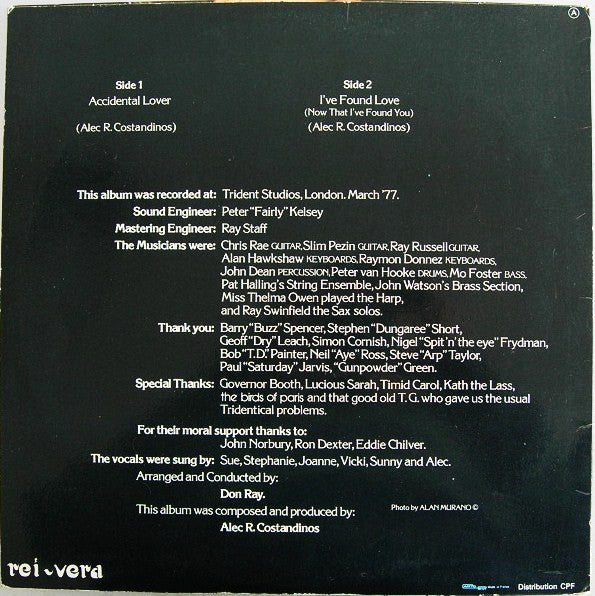 A
Side 1
Accidental Lover
(Alec R. Costandinos)
Side 2
I've Found Love
(Now That I've Found You)
(Alec R. Costandinos)
This album was recorded at: Trident Studios, London. March '77.
Sound Engineer: Peter "Fairly" Kelsey
Mastering Engineer: Ray Staff
The Musicians were: Chris Rae GUITAR, Slim Pezin GUITAR, Ray Russell GUITAR,
Alan Hawkshaw KEYBOARDS, Raymon Donnez KEYBOARDS,
John Dean PERCUSSION, Peter van Hooke DRUMS, Mo Foster BASS,
Pat Halling's String Ensemble, John Watson's Brass Section,
Miss Thelma Owen played the Harp,
and Ray Swinfield the Sax solos.
Thank you: Barry "Buzz" Spencer, Stephen "Dungaree" Short,
Geoff "Dry" Leach, Simon Cornish, Nigel "Spit 'n' the eye" Frydman,
Bob "T.D." Painter, Neil "Aye" Ross, Steve "Arp" Taylor,
Paul "Saturday" Jarvis, "Gunpowder" Green.
Special Thanks: Governor Booth, Lucious Sarah, Timid Carol, Kath the Lass,
the birds of paris and that good old T. G. who gave us the usual
Tridentical problems.
For their moral support thanks to:
John Norbury, Ron Dexter, Eddie Chilver.
The vocals were sung by: Sue, Stephanie, Joanne, Vicki, Sunny and Alec.
Arranged and Conducted by:
Don Ray.
This album was composed and produced by:
Alec R. Costandinos
Photo by ALAN MURANO ©
rei~vera
Distribution CPF